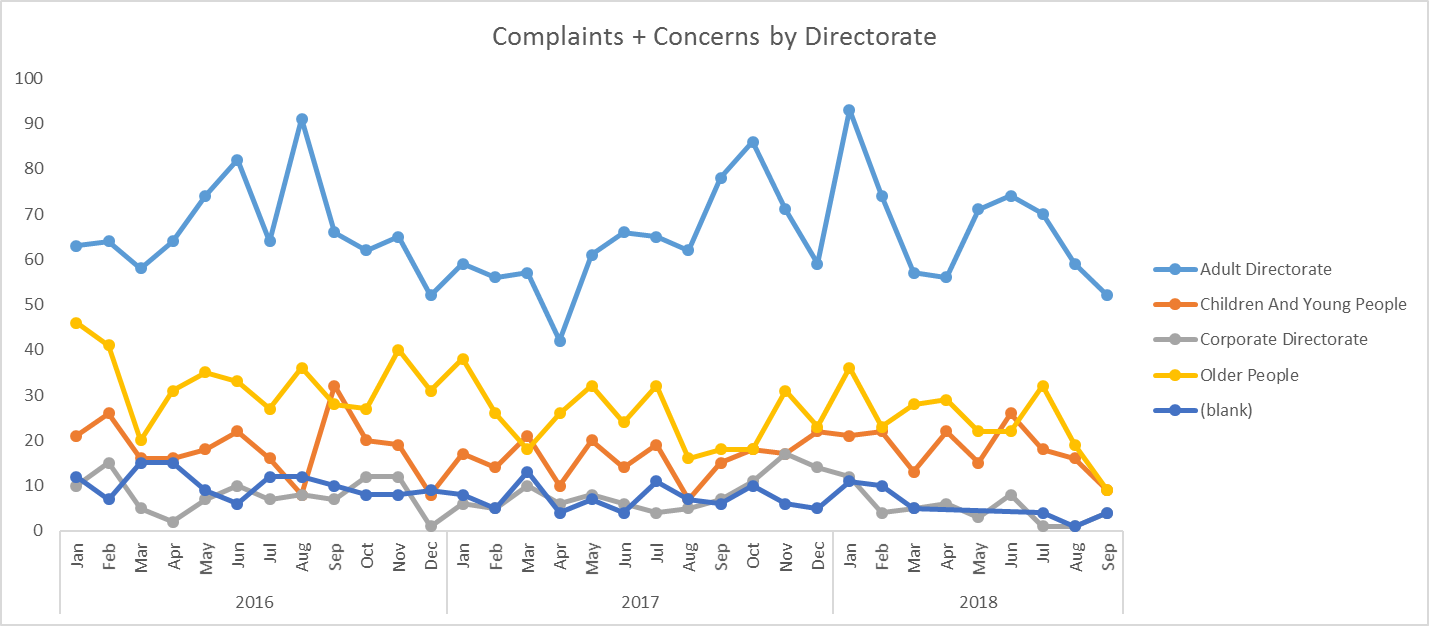 Complaints + Concerns by Directorate
100
90
80
70
60
50
40
30
20
10
0
Jan Feb Mar Apr May Jun Jul Aug Sep Oct Nov Dec Jan Feb Mar Apr May Jun Jul Aug Sep Oct Nov Dec Jan Feb Mar Apr May Jun Jul Aug Sep
2016 2017 2018
Adult Directorate
Children And Young People
Corporate Directorate
Older People
(blank)